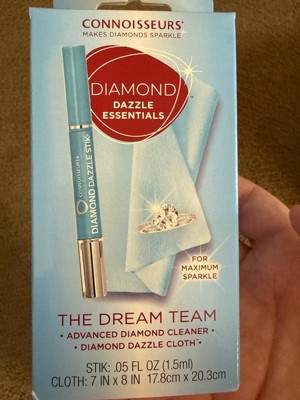 CONNOISSEURS®
MAKES DIAMONDS SPARKLE
DIAMOND
DAZZLE
ESSENTIALS
CONNOISSEURS
DIAMOND DAZZLE STIK
FOR
MAXIMUM
SPARKLE
THE DREAM TEAM
• ADVANCED DIAMOND CLEANER •
• DIAMOND DAZZLE CLOTH •
STIK: .05 FL OZ (1.5ml)
CLOTH: 7 IN x 8 IN 17.8cm x 20.3cm